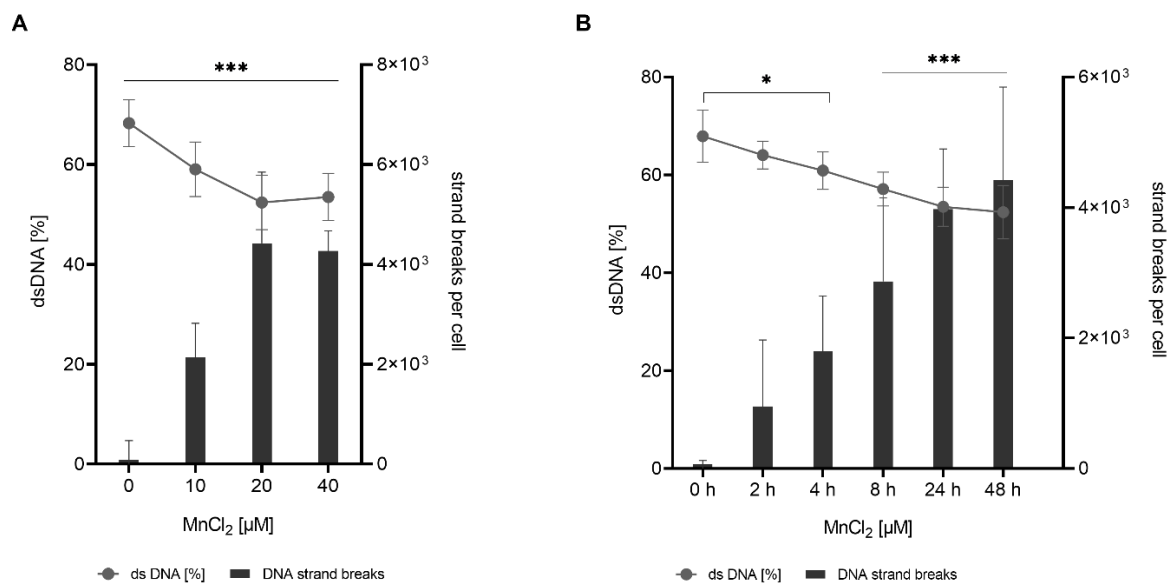 A
***
80
60
40
20
0
dsDNA [%]
8×10³
6×10³
4×10³
2×10³
0
strand breaks per cell
0 10 20 40
MnCl₂ [µM]
ds DNA [%] DNA strand breaks
B
*
***
80
60
40
20
0
dsDNA [%]
6×10³
4×10³
2×10³
0
strand breaks per cell
0 h 2 h 4 h 8 h 24 h 48 h
MnCl₂ [µM]
ds DNA [%] DNA strand breaks